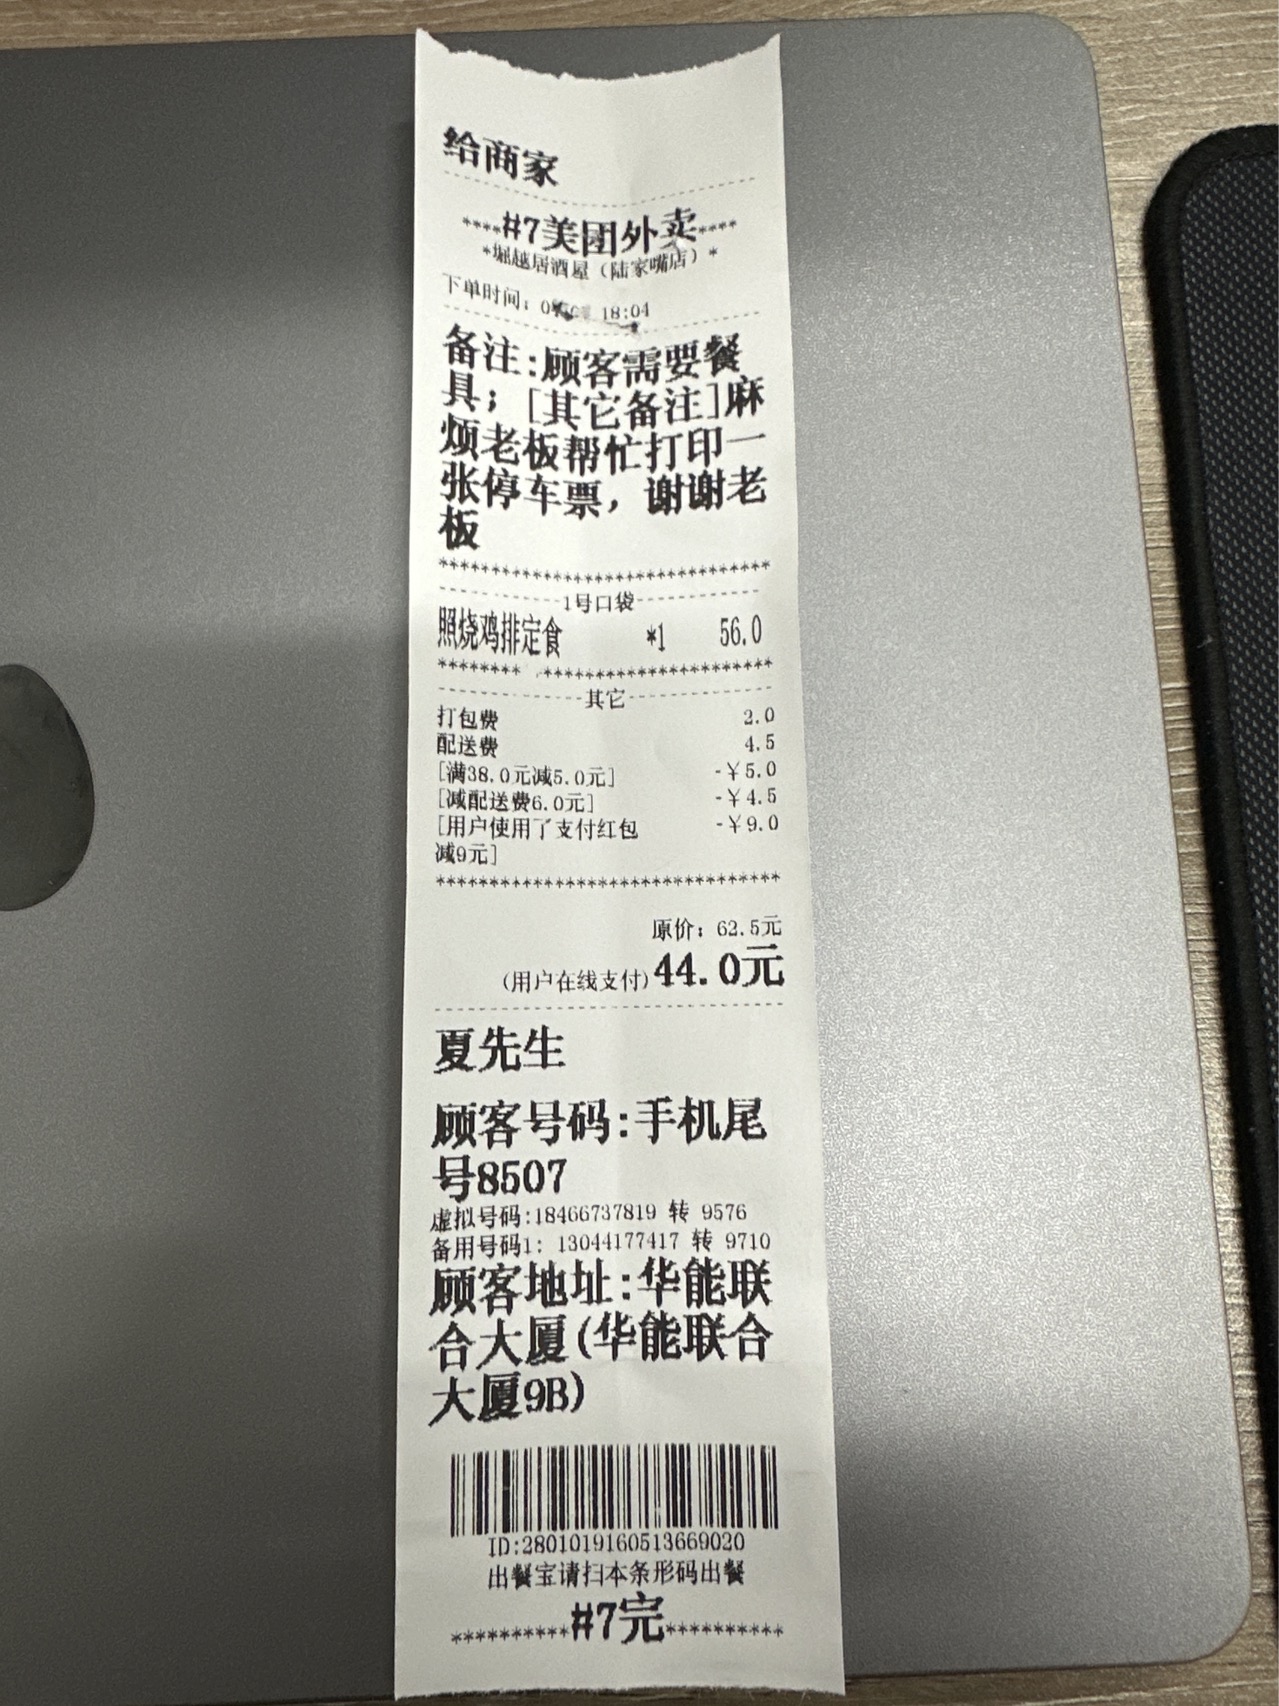 给商家
****#7美团外卖****
*堀越居酒屋（陆家嘴店）*
下单时间: 18:04
备注:顾客需要餐
具; [其它备注]麻
烦老板帮忙打印一
张停车票，谢谢老
板
********************************
1号口袋
照烧鸡排定食 *1 56.0
********************************
其它
打包费 2.0
配送费 4.5
[满38.0元减5.0元] -￥5.0
[减配送费6.0元] -￥4.5
[用户使用了支付红包 -￥9.0
减9元]
********************************
原价: 62.5元
(用户在线支付)44.0元
夏先生
顾客号码:手机尾
号8507
虚拟号码:18466737819 转 9576
备用号码1: 13044177417 转 9710
顾客地址:华能联
合大厦(华能联合
大厦9B)
ID:2801019160513669020
出餐宝请扫本条形码出餐
**********#7完**********